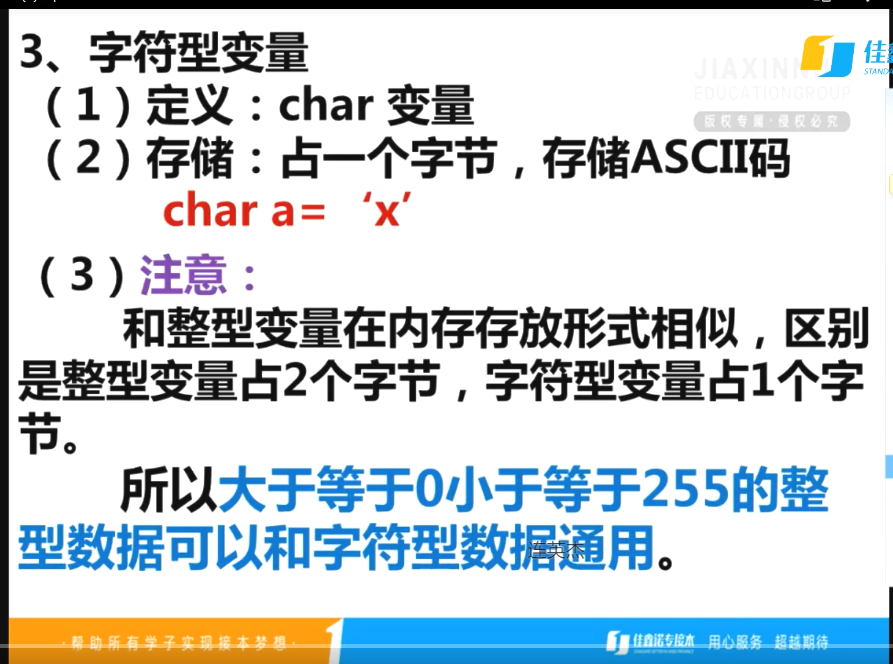 3、字符型变量
（1）定义：char 变量
（2）存储：占一个字节，存储ASCII码
char a= ‘x’
（3）注意：
和整型变量在内存存放形式相似，区别
是整型变量占2个字节，字符型变量占1个字
节。
所以大于等于0小于等于255的整
型数据可以和字符型数据通用。
连英杰
JIAXINN
EDUCATIONGROUP
版权专属·侵权必究
佳鑫
STAND
·帮助所有学子实现接本梦想·
佳鑫诺专接本
用心服务 超越期待